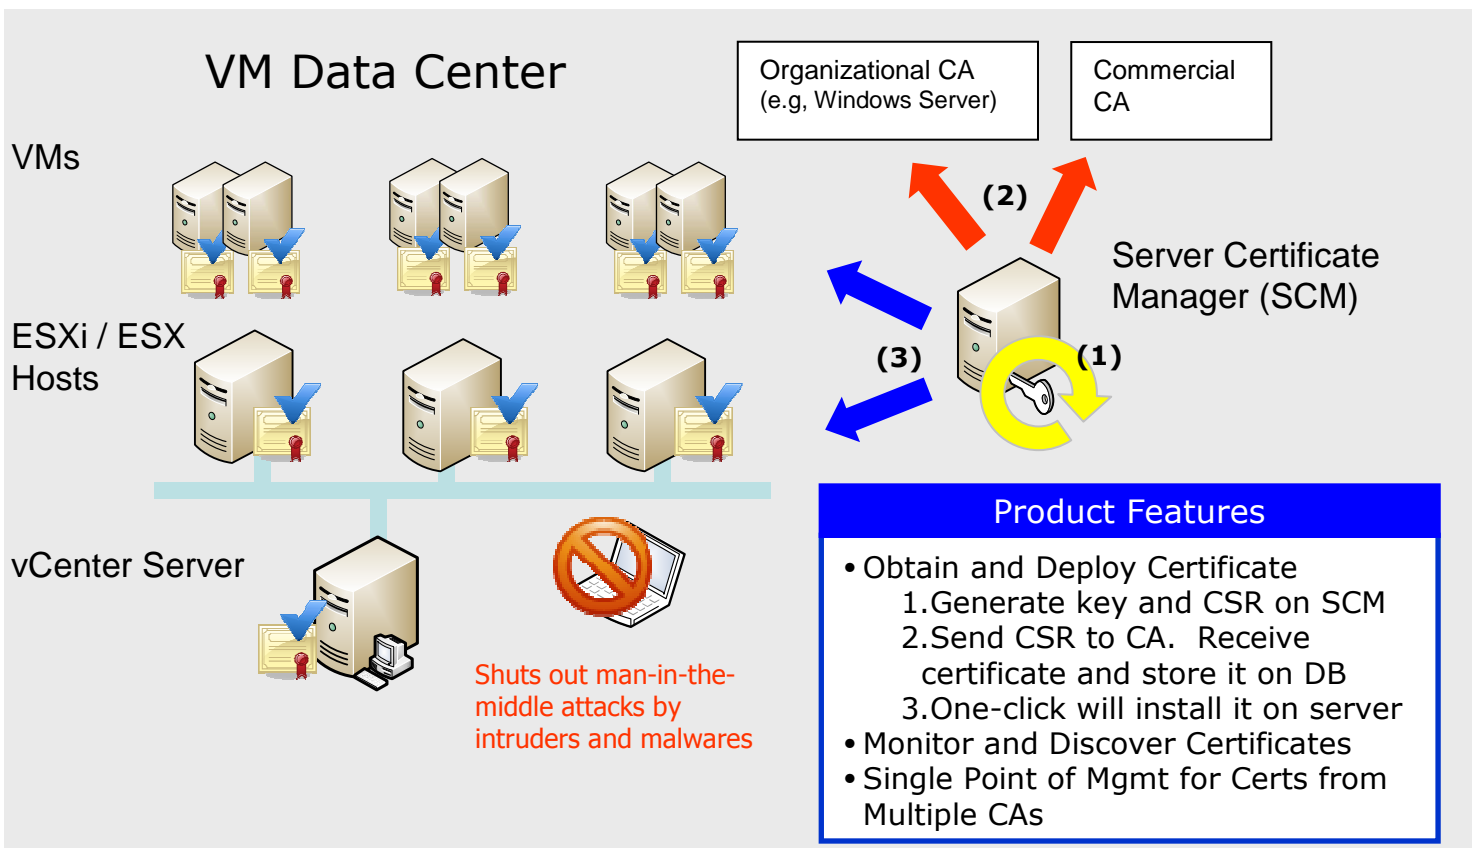 VM Data Center
Organizational CA
(e.g, Windows Server)
Commercial
CA
VMs
(2)
Server Certificate
Manager (SCM)
ESXi / ESX
Hosts
(3)
(1)
vCenter Server
Shuts out man-in-the-
middle attacks by
intruders and malwares
Product Features
• Obtain and Deploy Certificate
1.Generate key and CSR on SCM
2.Send CSR to CA. Receive
certificate and store it on DB
3.One-click will install it on server
• Monitor and Discover Certificates
• Single Point of Mgmt for Certs from
Multiple CAs